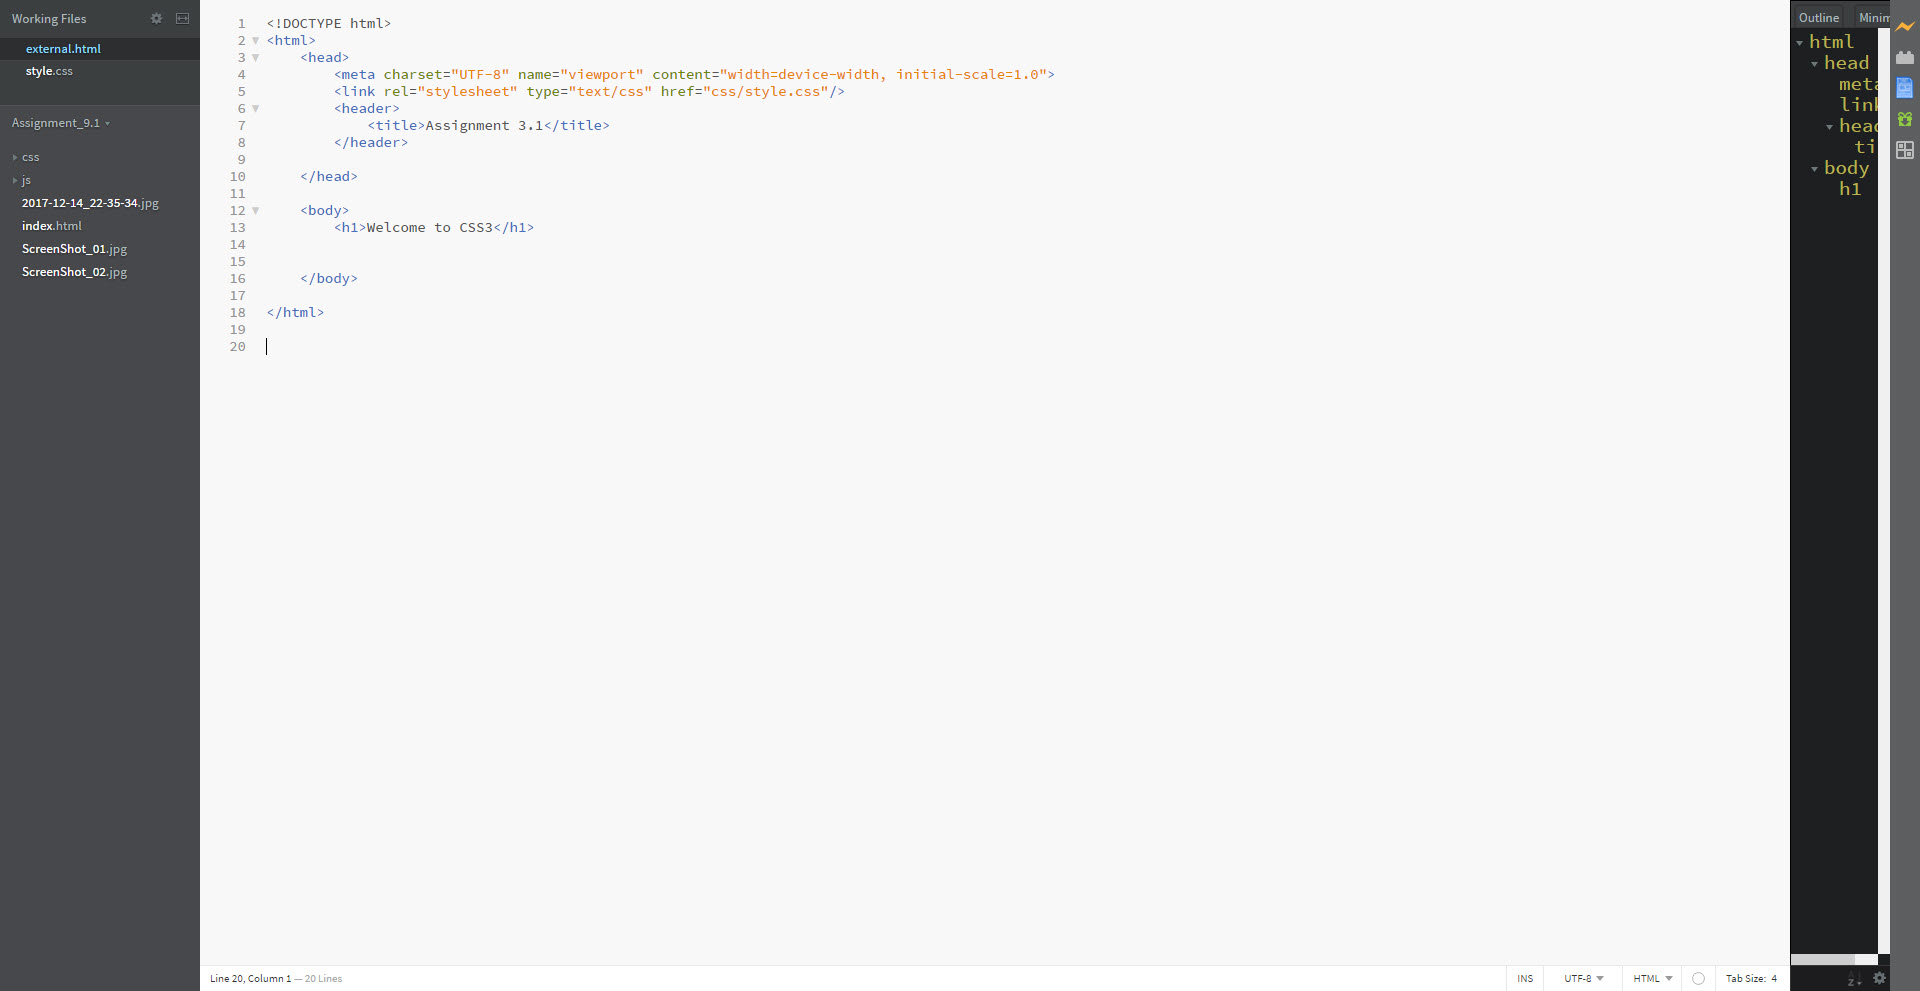 Working Files
external.html
style.css
Assignment_9.1
css
js
2017-12-14_22-35-34.jpg
index.html
ScreenShot_01.jpg
ScreenShot_02.jpg
1 <!DOCTYPE html>
2 <html>
3     <head>
4         <meta charset="UTF-8" name="viewport" content="width=device-width, initial-scale=1.0">
5         <link rel="stylesheet" type="text/css" href="css/style.css"/>
6         <header>
7             <title>Assignment 3.1</title>
8         </header>
9
10     </head>
11
12     <body>
13         <h1>Welcome to CSS3</h1>
14
15
16     </body>
17
18 </html>
19
20
Line 20, Column 1 — 20 Lines
INS UTF-8 HTML Tab Size: 4
Outline Minim
html
head
meta
link
head
ti
body
h1
A
Z